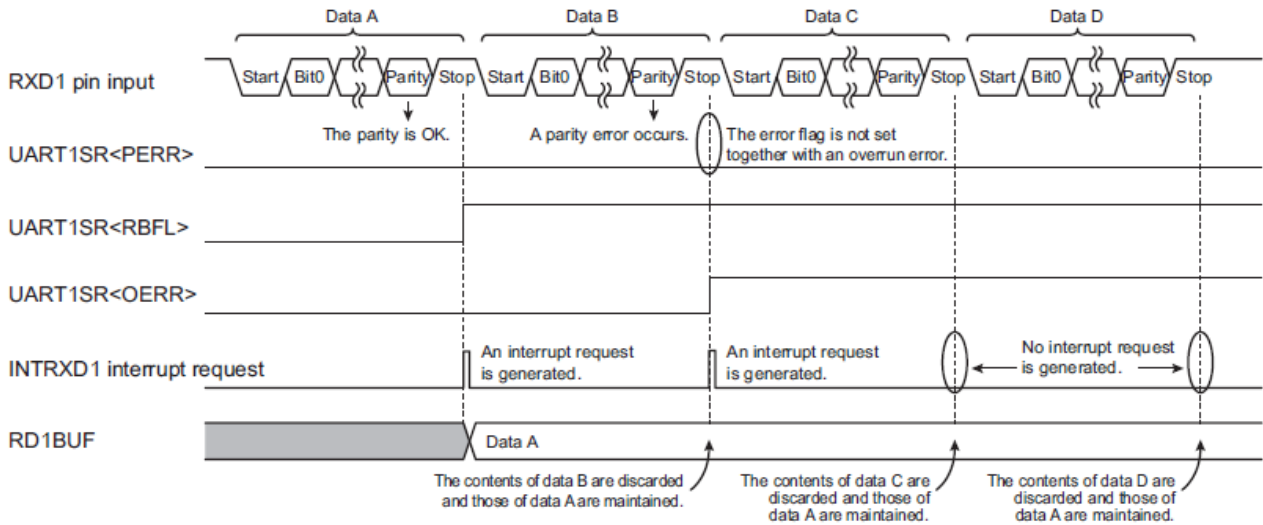 Data A
Data B
Data C
Data D
RXD1 pin input
Start Bit0 Parity Stop Start Bit0 Parity Stop Start Bit0 Parity Stop Start Bit0 Parity Stop
The parity is OK.
A parity error occurs.
The error flag is not set
together with an overrun error.
UART1SR<PERR>
UART1SR<RBFL>
UART1SR<OERR>
INTRXD1 interrupt request
An interrupt request
is generated.
An interrupt request
is generated.
No interrupt request
is generated.
RD1BUF
Data A
The contents of data B are discarded
and those of data A are maintained.
The contents of data C are
discarded and those of
data A are maintained.
The contents of data D are
discarded and those of
data A are maintained.